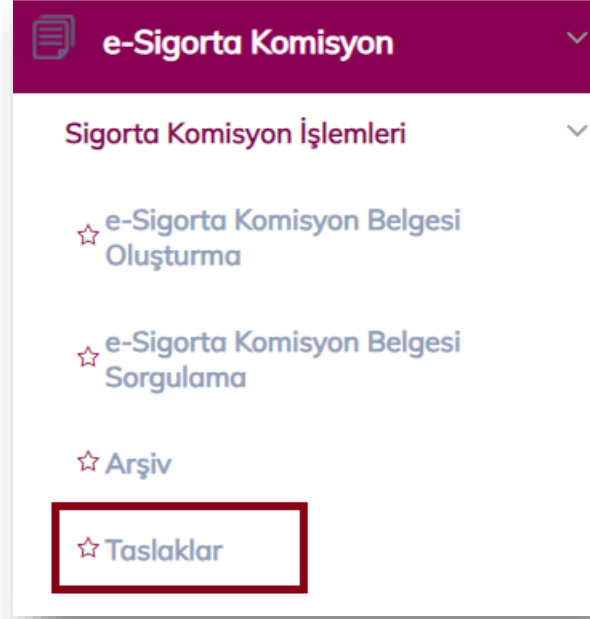 e-Sigorta Komisyon
Sigorta Komisyon İşlemleri
e-Sigorta Komisyon Belgesi
Oluşturma
e-Sigorta Komisyon Belgesi
Sorgulama
Arşiv
Taslaklar